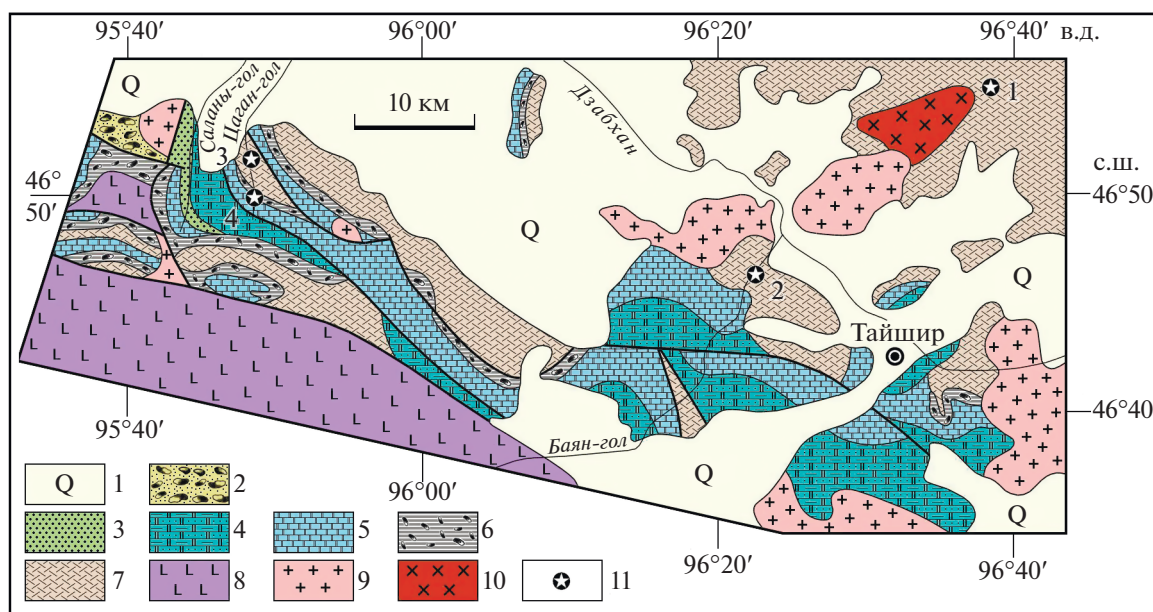 95°40′ 96°00′ 96°20′ 96°40′ в.д.
Q
Саланы-гол
Цаган-гол
10 км
Дзабхан
1
3
с.ш.
46°
50′
46°50′
4
Q
Q
2
Тайшир
46°40′
95°40′
Баян-гол
96°00′
Q
Q
96°20′ 96°40′
Q 1 2
3 4 5 6
7 8 9 10 11